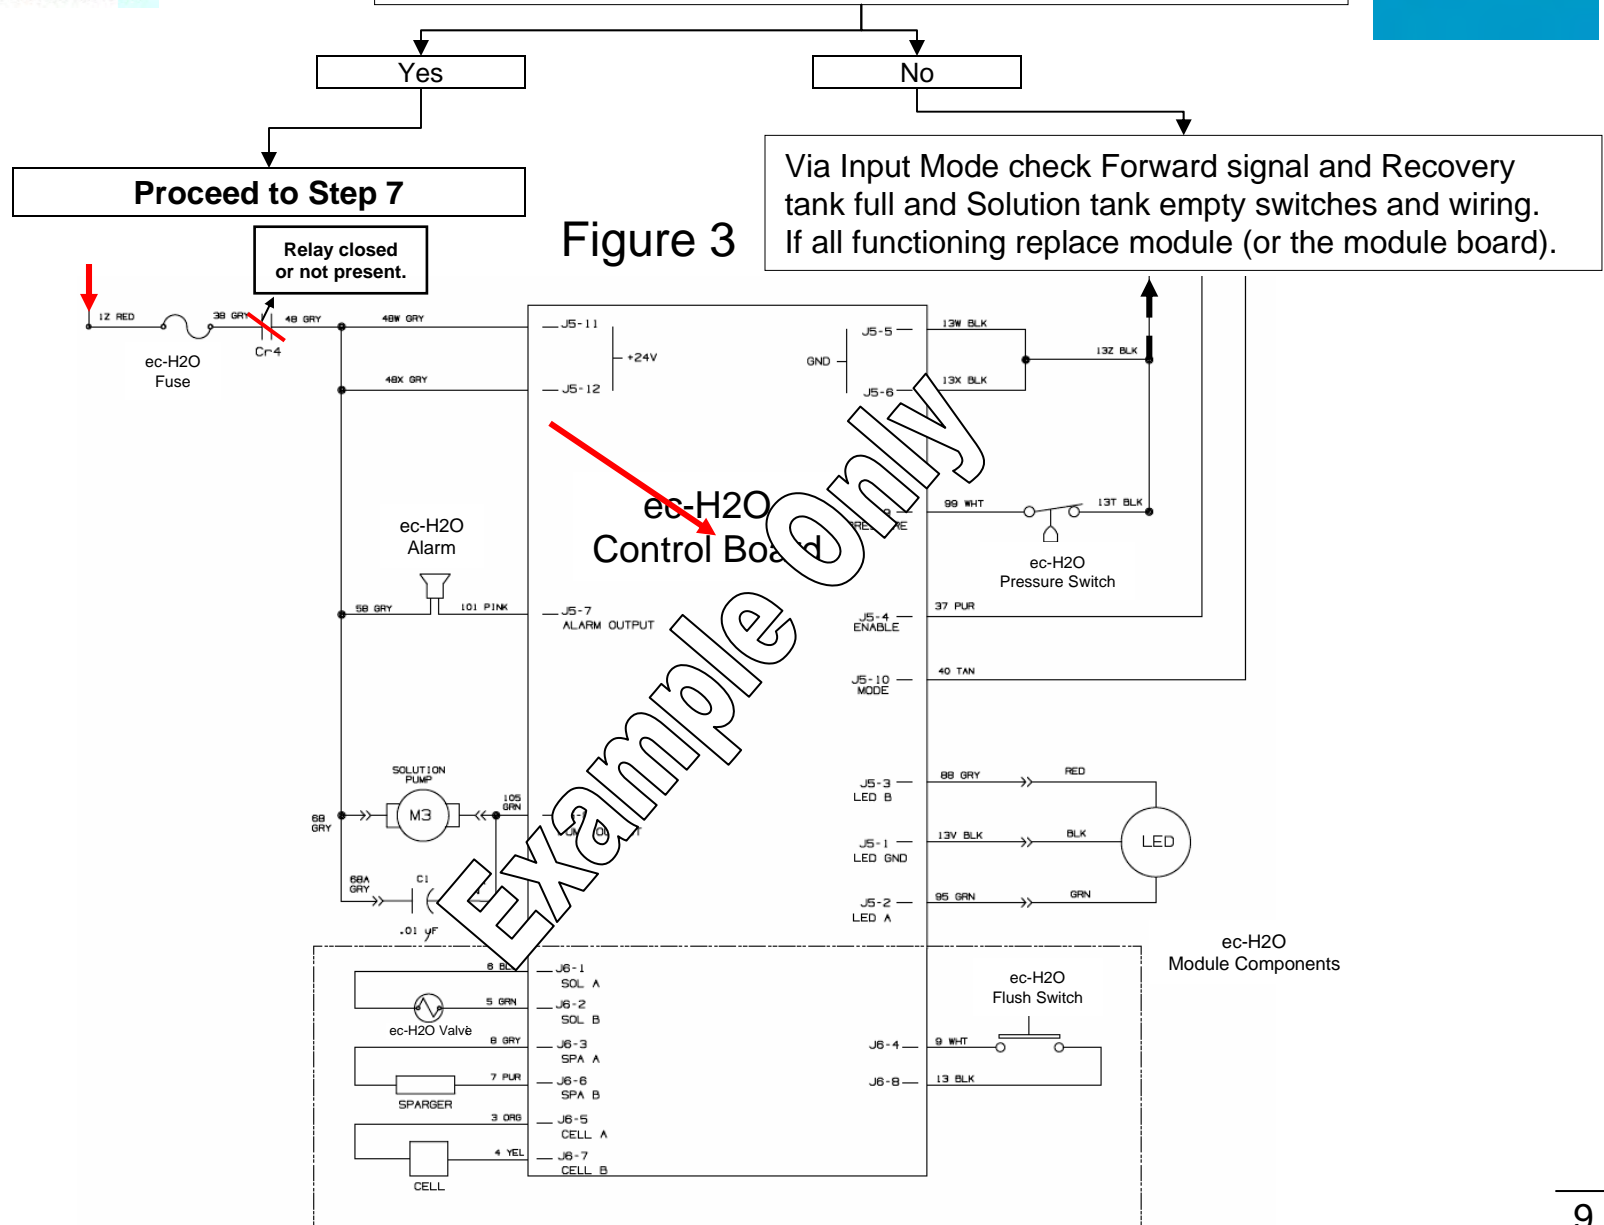 Yes
No
Proceed to Step 7
Via Input Mode check Forward signal and Recovery
tank full and Solution tank empty switches and wiring.
If all functioning replace module (or the module board).
Relay closed
or not present.
Figure 3
1Z RED
3B GRY
4B GRY
4BW GRY
J5-11
Cr4
ec-H2O
Fuse
+24V
4BX GRY
J5-12
J5-5
13W BLK
GND
13Z BLK
J5-6
13X BLK
ec-H2O
Control Board
Example Only
99 WHT
13T BLK
ec-H2O
Pressure Switch
ec-H2O
Alarm
5B GRY
101 PINK
J5-7
ALARM OUTPUT
J5-4
ENABLE
37 PUR
J5-10
MODE
40 TAN
SOLUTION
PUMP
M3
6B
GRY
105
GRN
6BA
GRY
C1
.01 µF
J5-3
LED B
88 GRY
RED
J5-1
LED GND
13V BLK
BLK
LED
J5-2
LED A
95 GRN
GRN
ec-H2O
Module Components
J6-1
SOL A
5 GRN
J6-2
SOL B
ec-H2O Valve
8 GRY
J6-3
SPA A
7 PUR
J6-6
SPA B
SPARGER
3 ORG
J6-5
CELL A
4 YEL
J6-7
CELL B
CELL
ec-H2O
Flush Switch
J6-4
9 WHT
J6-8
13 BLK
9